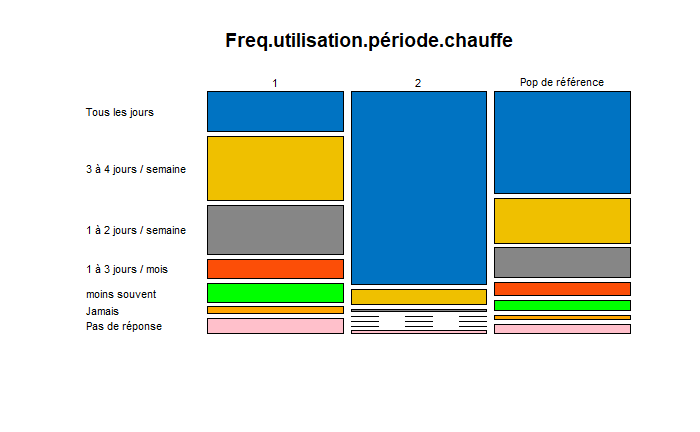 Freq.utilisation.période.chauffe
1
2
Pop de référence
Tous les jours
3 à 4 jours / semaine
1 à 2 jours / semaine
1 à 3 jours / mois
moins souvent
Jamais
Pas de réponse